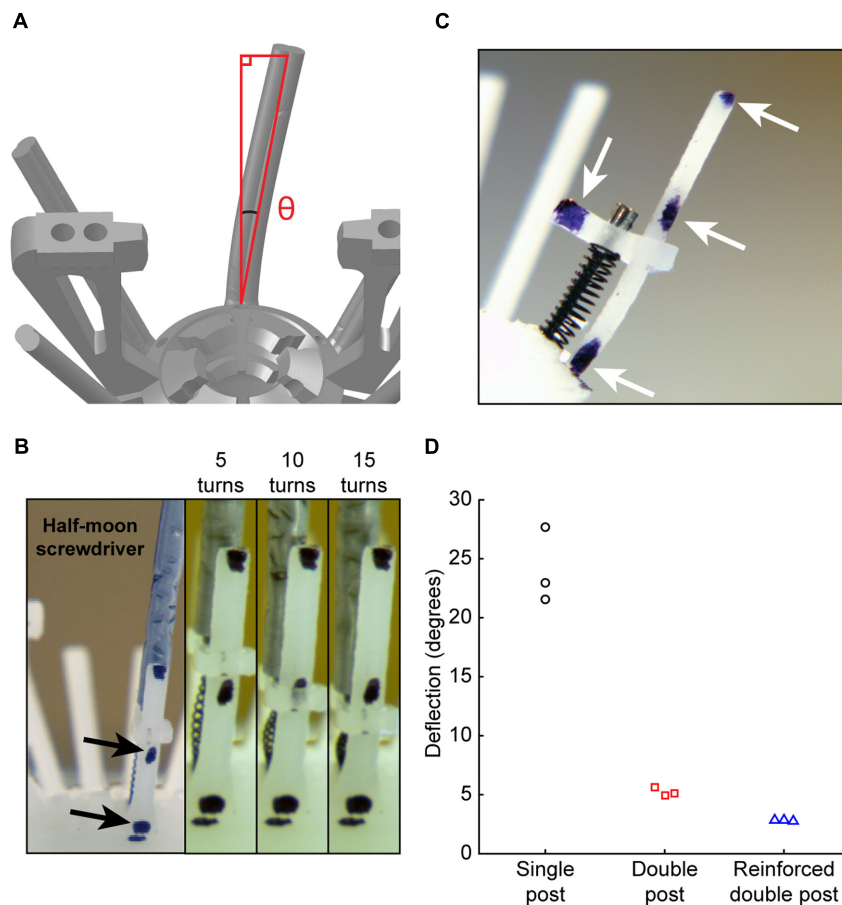 A
θ
B
5
turns
10
turns
15
turns
Half-moon
screwdriver
C
D
30
25
20
15
10
5
0
Deflection (degrees)
Single
post
Double
post
Reinforced
double post